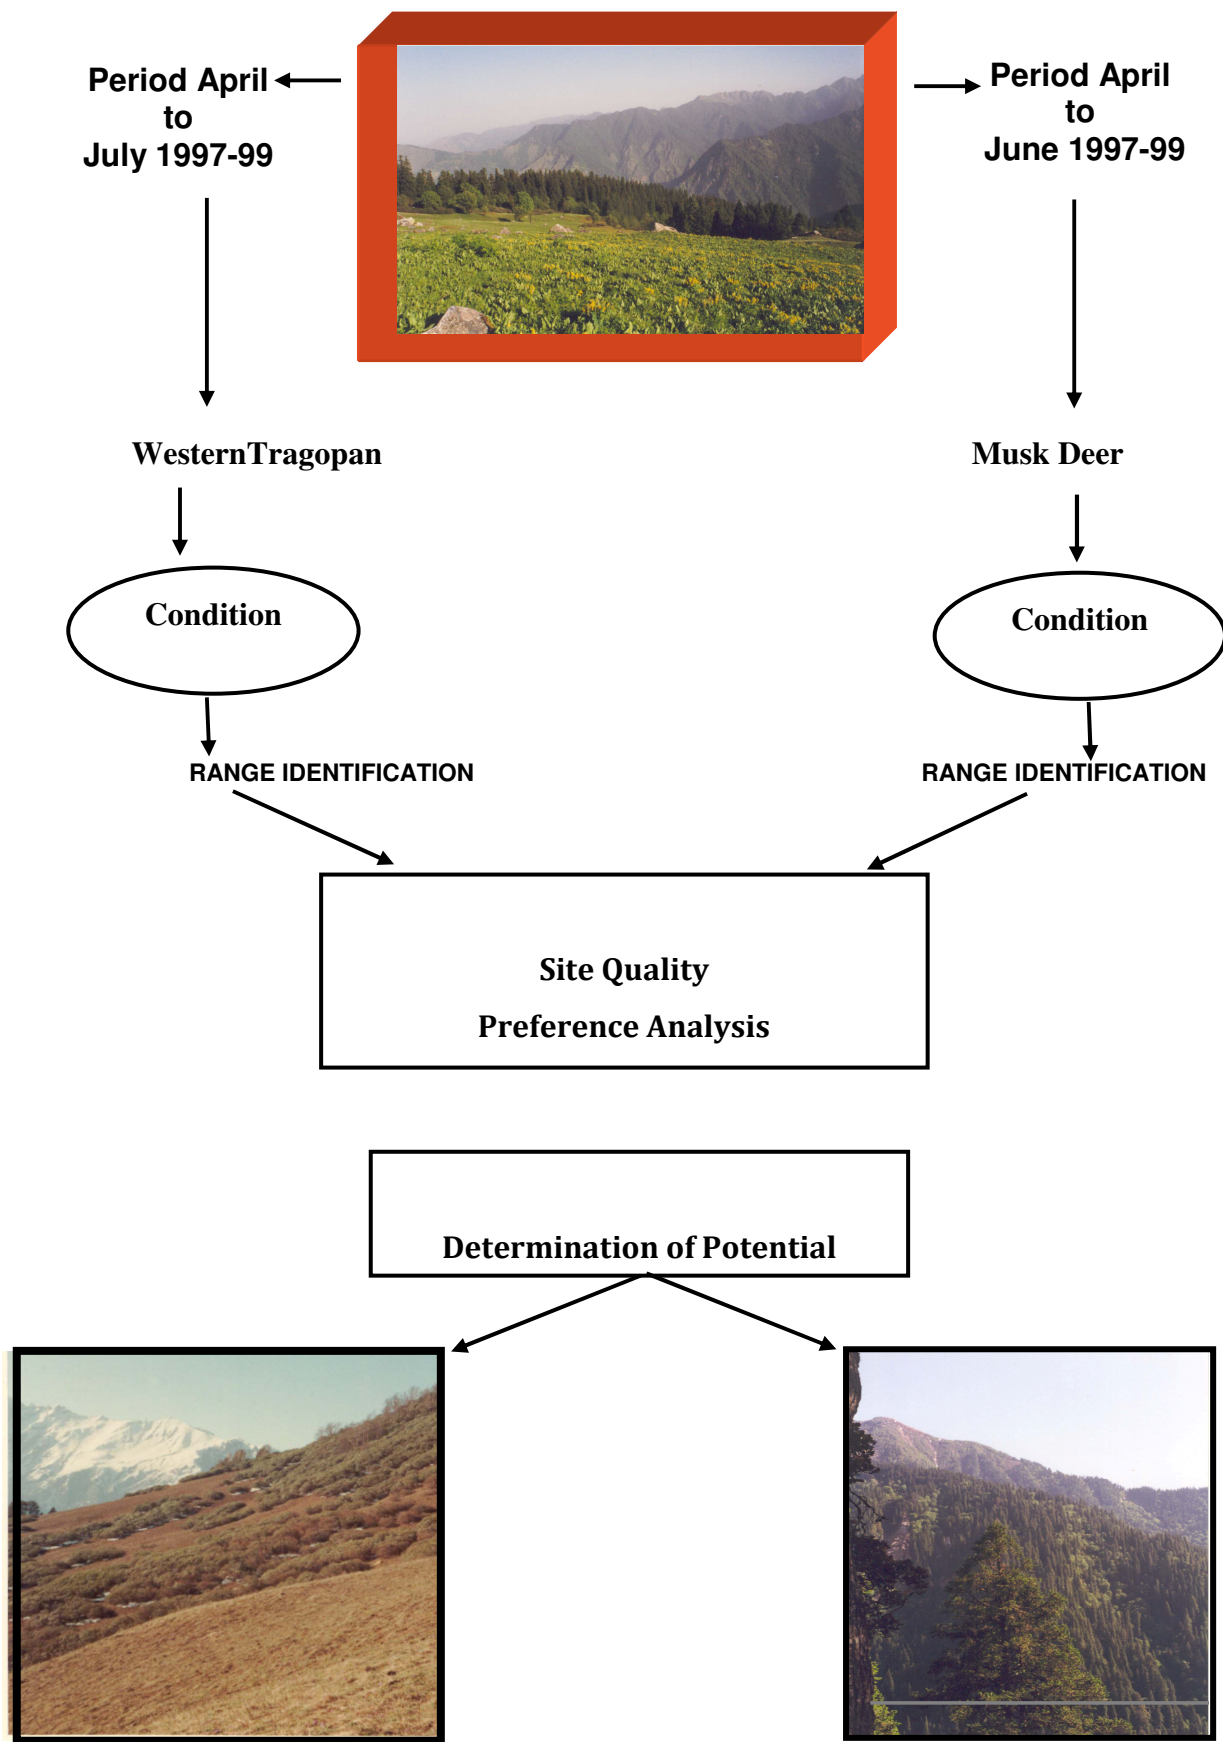 Period April
to
July 1997-99
Period April
to
June 1997-99
WesternTragopan
Musk Deer
Condition
Condition
RANGE IDENTIFICATION
RANGE IDENTIFICATION
Site Quality
Preference Analysis
Determination of Potential